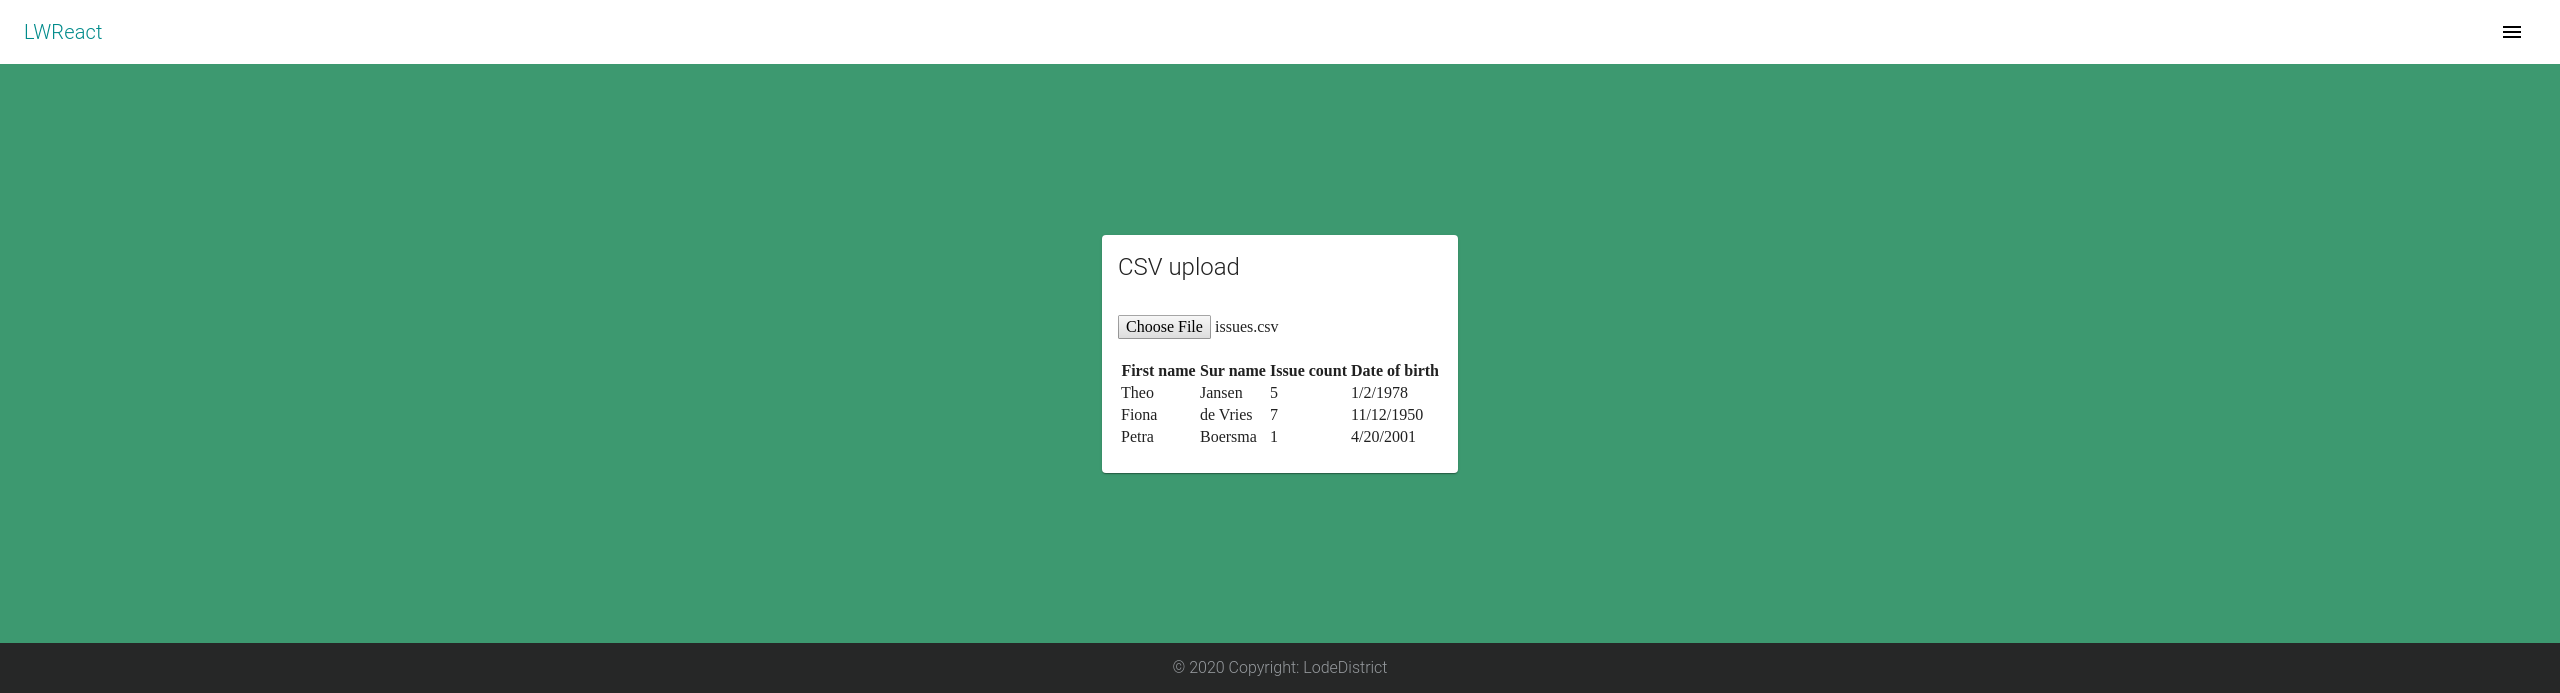 LWReact
CSV upload
Choose File issues.csv
First name Sur name Issue count Date of birth
Theo Jansen 5 1/2/1978
Fiona de Vries 7 11/12/1950
Petra Boersma 1 4/20/2001
© 2020 Copyright: LodeDistrict